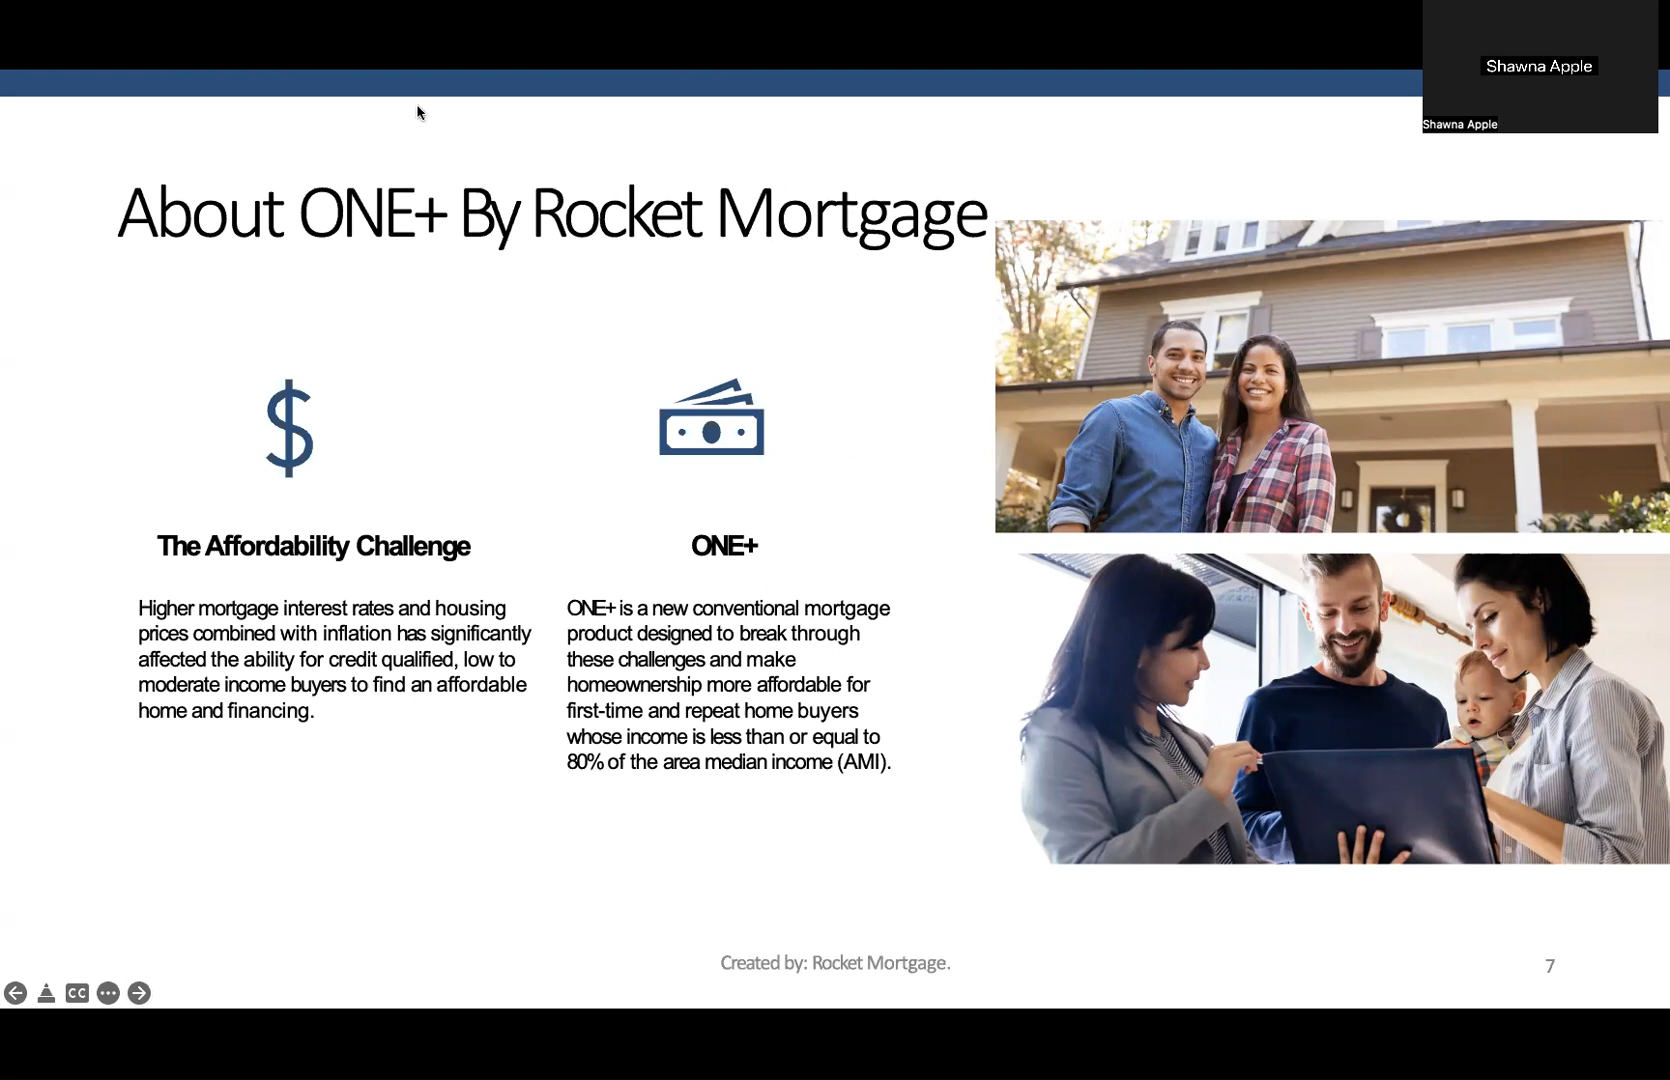 Shawna Apple
Shawna Apple
About ONE+ By Rocket Mortgage
The Affordability Challenge
Higher mortgage interest rates and housing
prices combined with inflation has significantly
affected the ability for credit qualified, low to
moderate income buyers to find an affordable
home and financing.
ONE+
ONE+ is a new conventional mortgage
product designed to break through
these challenges and make
homeownership more affordable for
first-time and repeat home buyers
whose income is less than or equal to
80% of the area median income (AMI).
Created by: Rocket Mortgage.
7
CC